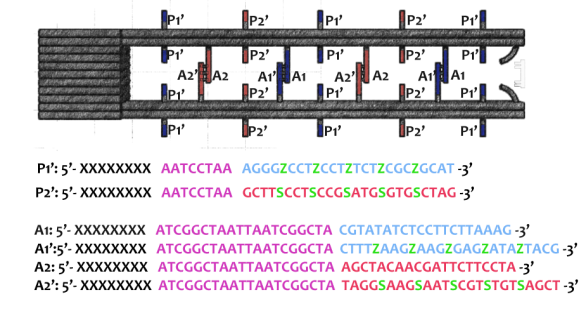 P1' P2' P1' P2' P1'
P1' P2' P1' P2' P1'
A2' A2 A1' A1 A2' A2 A1' A1
P1' P2' P1' P2' P1'
P1' P2' P1' P2' P1'
P1': 5'- XXXXXXXX AATCCTAA AGGGZCCTZCCTZTCTZCGCZGCAT -3'
P2': 5'- XXXXXXXX AATCCTAA GCTTSCCTSCCGSATGSGTGSCTAG -3'
A1: 5'- XXXXXXXX ATCGGCTAATTAATCGGCTA CGTATATCTCCTTCTTAAAG -3'
A1': 5'- XXXXXXXX ATCGGCTAATTAATCGGCTA CTTTZAAGZAAGZGAGZATAZTACG -3'
A2: 5'- XXXXXXXX ATCGGCTAATTAATCGGCTA AGCTACAACGATTCTTCCTA -3'
A2': 5'- XXXXXXXX ATCGGCTAATTAATCGGCTA TAGGSAAGSAATSCGTSTGTSAGCT -3'